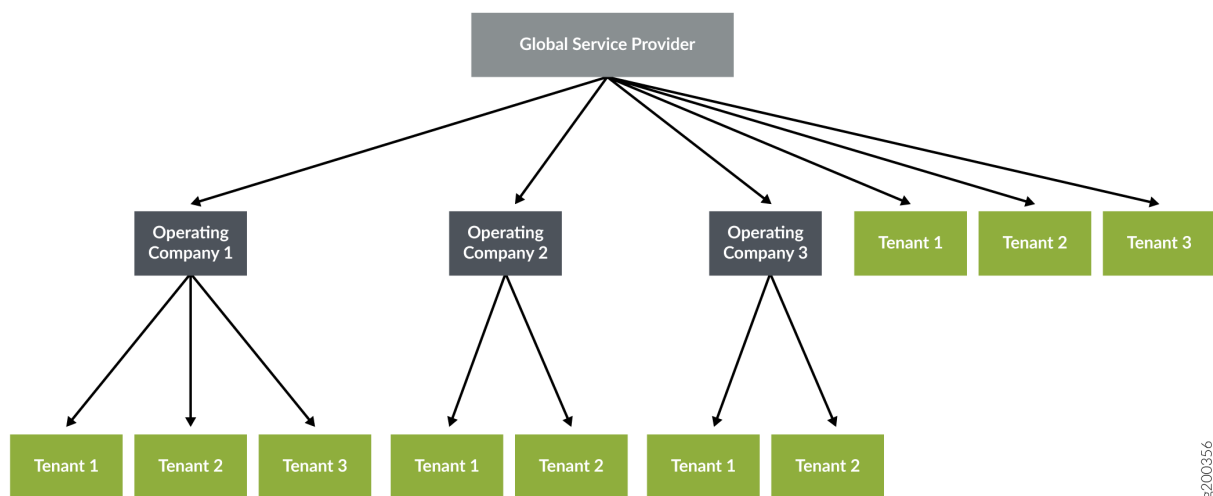 Global Service Provider
Operating
Company 1
Operating
Company 2
Operating
Company 3
Tenant 1
Tenant 2
Tenant 3
Tenant 1
Tenant 2
Tenant 3
Tenant 1
Tenant 2
Tenant 1
Tenant 2
g200356